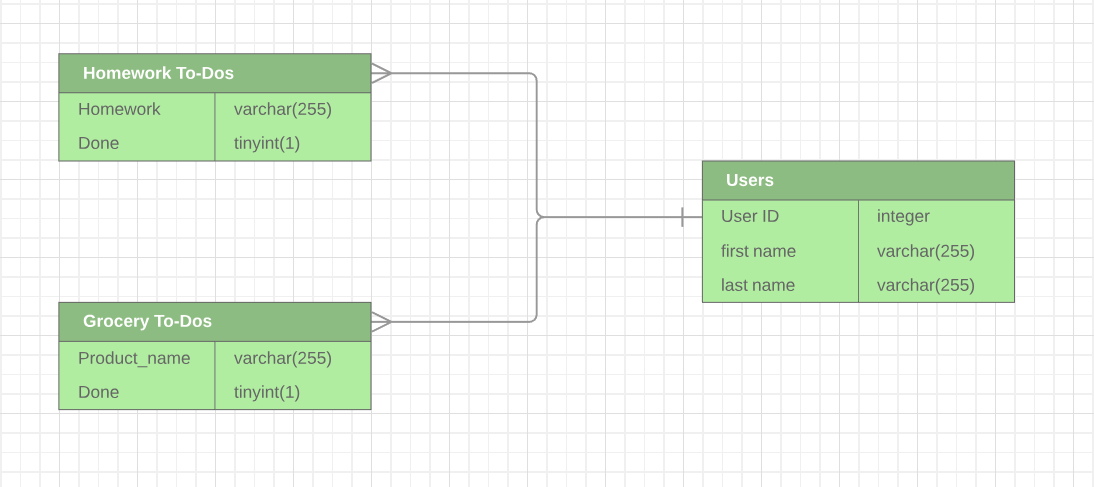 Homework To-Dos
Homework varchar(255)
Done tinyint(1)
Users
User ID integer
first name varchar(255)
last name varchar(255)
Grocery To-Dos
Product_name varchar(255)
Done tinyint(1)